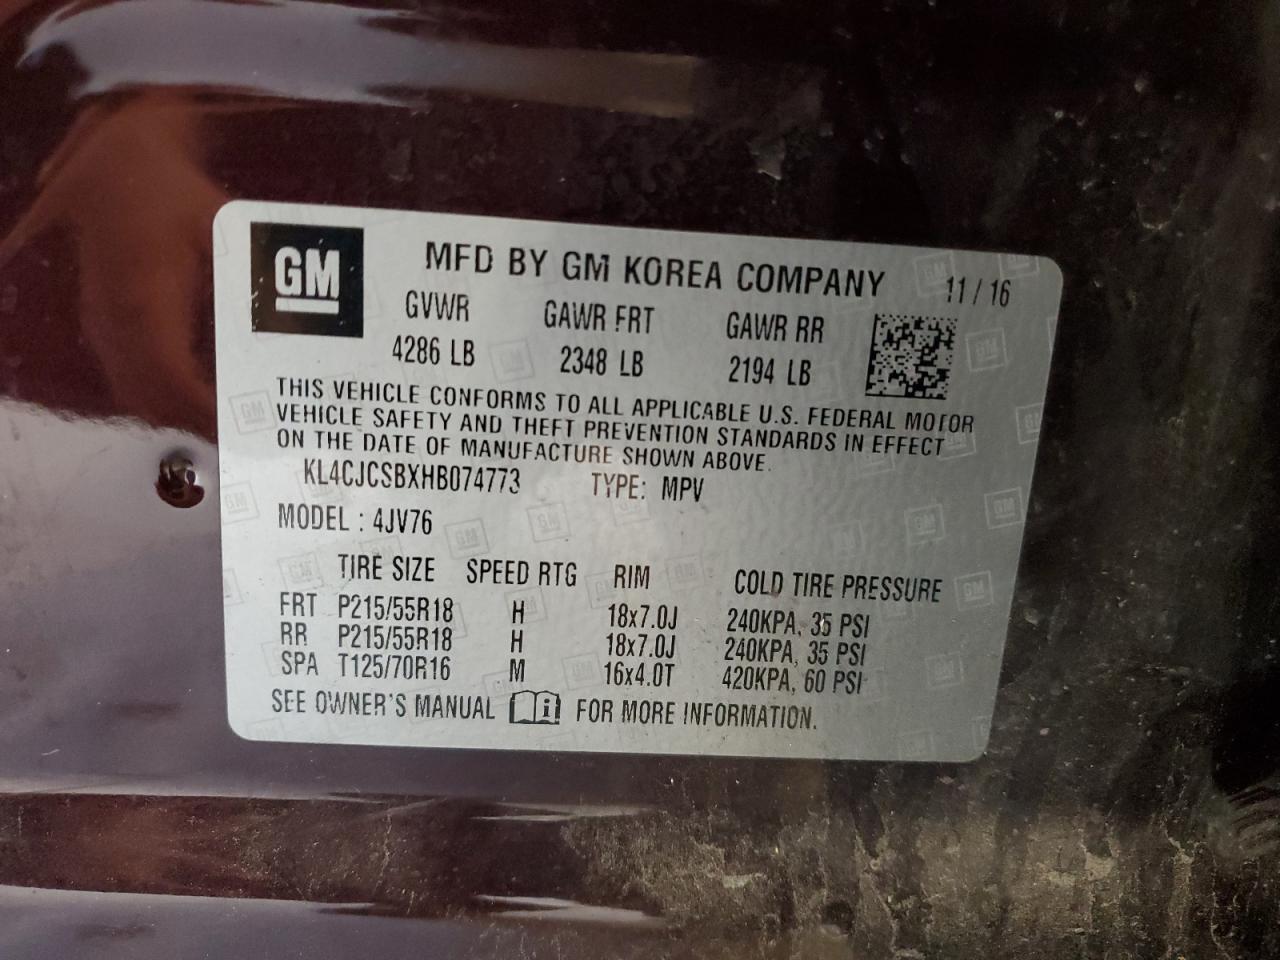 GM
MFD BY GM KOREA COMPANY 11 / 16
GVWR GAWR FRT GAWR RR
4286 LB 2348 LB 2194 LB
THIS VEHICLE CONFORMS TO ALL APPLICABLE U.S. FEDERAL MOTOR
VEHICLE SAFETY AND THEFT PREVENTION STANDARDS IN EFFECT
ON THE DATE OF MANUFACTURE SHOWN ABOVE.
KL4CJCSBXHB074773 TYPE: MPV
MODEL : 4JV76
TIRE SIZE SPEED RTG RIM COLD TIRE PRESSURE
FRT P215/55R18 H 18x7.0J 240KPA, 35 PSI
RR P215/55R18 H 18x7.0J 240KPA, 35 PSI
SPA T125/70R16 M 16x4.0T 420KPA, 60 PSI
SEE OWNER'S MANUAL i FOR MORE INFORMATION.